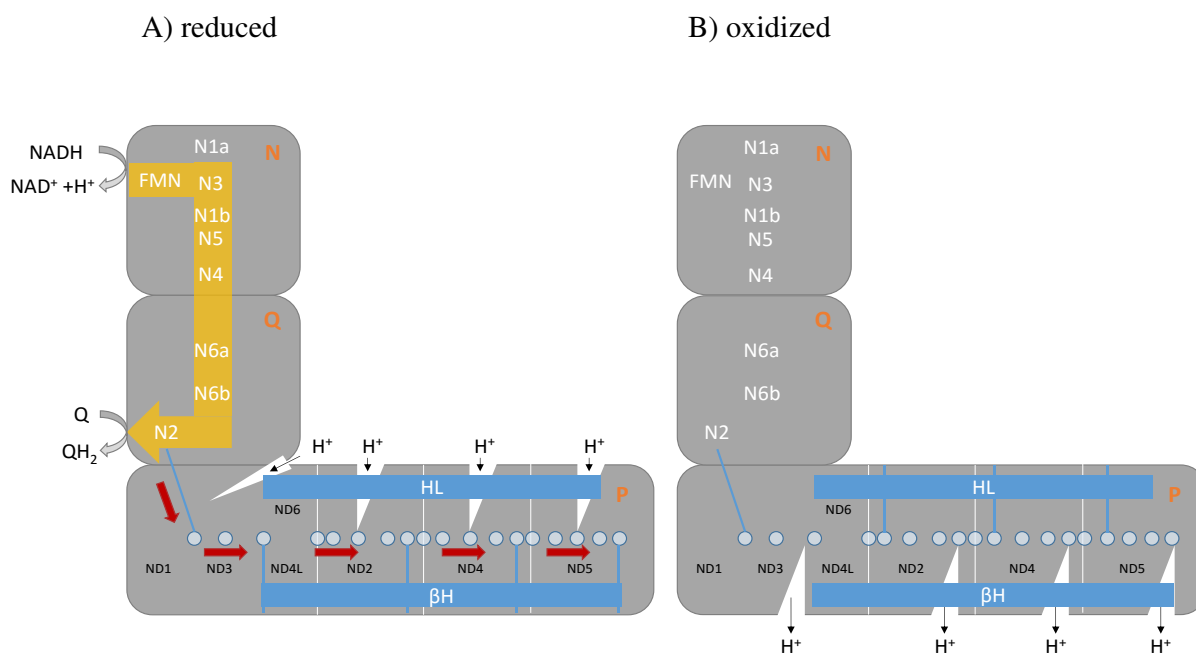 A) reduced
B) oxidized
NADH
NAD⁺ +H⁺
FMN
N1a
N3
N1b
N5
N4
N
Q
N6a
N6b
N2
Q
QH₂
H⁺
H⁺
H⁺
H⁺
HL
P
ND6
ND1
ND3
ND4L
ND2
ND4
ND5
βH
N1a
FMN
N3
N1b
N5
N4
N
Q
N6a
N6b
N2
HL
P
ND6
ND1
ND3
ND4L
ND2
ND4
ND5
βH
H⁺
H⁺
H⁺
H⁺